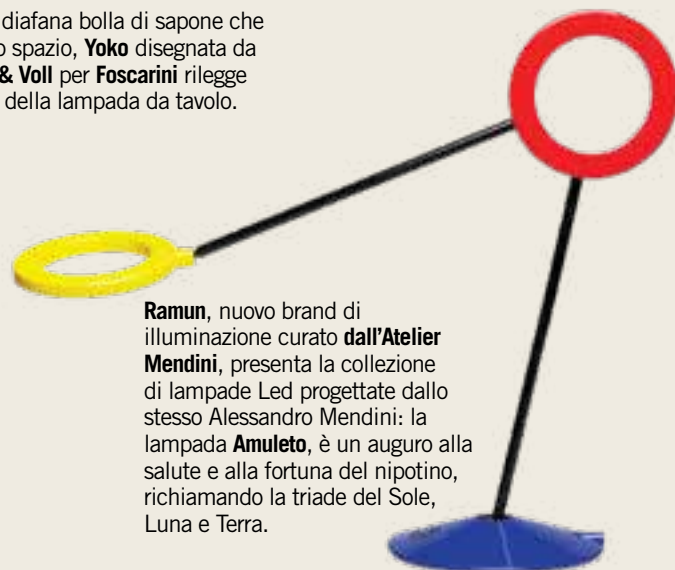 diafana bolla di sapone che
o spazio, Yoko disegnata da
& Voll per Foscarini rilegge
della lampada da tavolo.
Ramun, nuovo brand di
illuminazione curato dall'Atelier
Mendini, presenta la collezione
di lampade Led progettate dallo
stesso Alessandro Mendini: la
lampada Amuleto, è un auguro alla
salute e alla fortuna del nipotino,
richiamando la triade del Sole,
Luna e Terra.